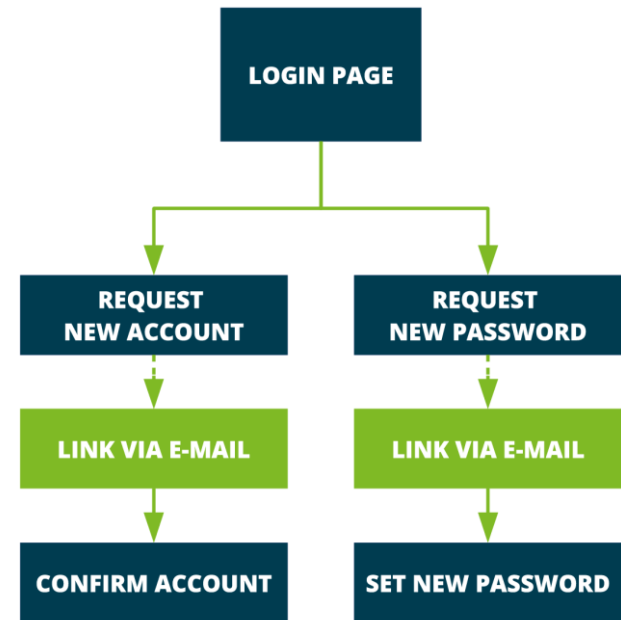 LOGIN PAGE
REQUEST
NEW ACCOUNT
REQUEST
NEW PASSWORD
LINK VIA E-MAIL
LINK VIA E-MAIL
CONFIRM ACCOUNT
SET NEW PASSWORD